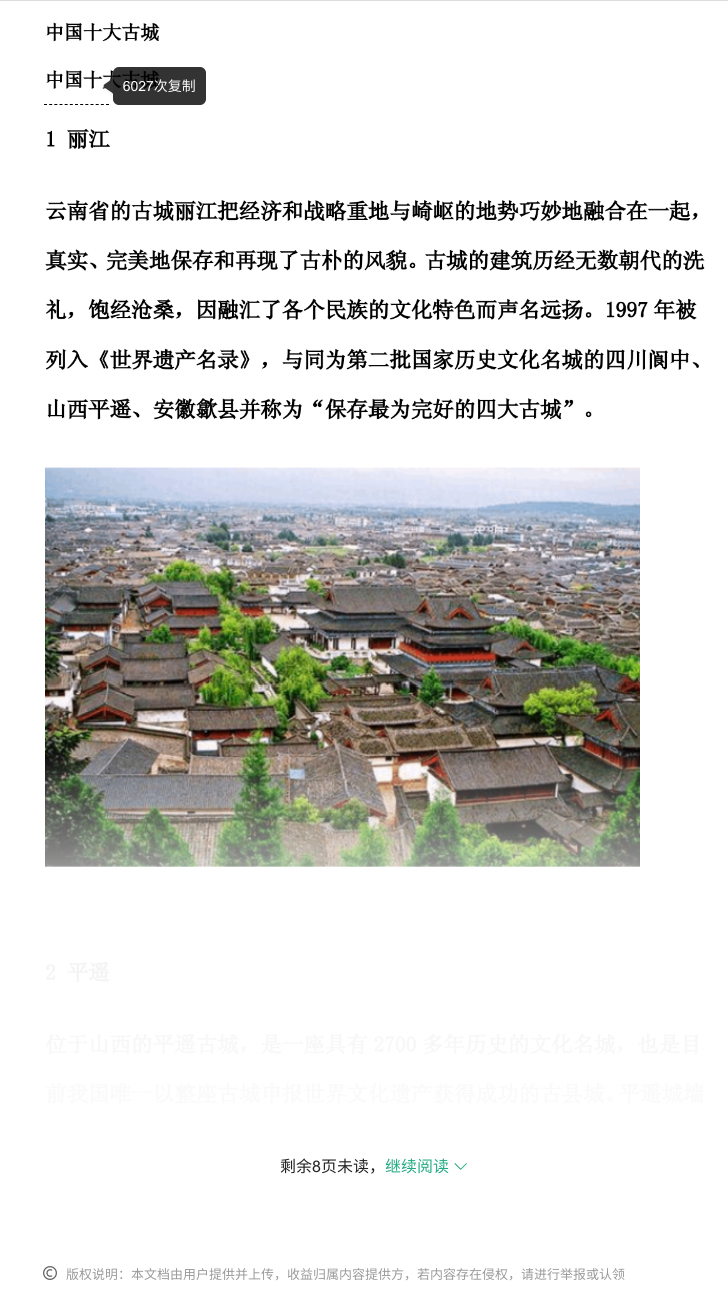 中国十大古城
中国十大古城
6027次复制
1 丽江
云南省的古城丽江把经济和战略重地与崎岖的地势巧妙地融合在一起，
真实、完美地保存和再现了古朴的风貌。古城的建筑历经无数朝代的洗
礼，饱经沧桑，因融汇了各个民族的文化特色而声名远扬。1997 年被
列入《世界遗产名录》，与同为第二批国家历史文化名城的四川阆中、
山西平遥、安徽歙县并称为“保存最为完好的四大古城”。
2 平遥
位于山西的平遥古城，是一座具有 2700 多年历史的文化名城，也是目
前我国唯一以整座古城申报世界文化遗产获得成功的古县城。平遥城墙
剩余8页未读，继续阅读
© 版权说明：本文档由用户提供并上传，收益归属内容提供方，若内容存在侵权，请进行举报或认领